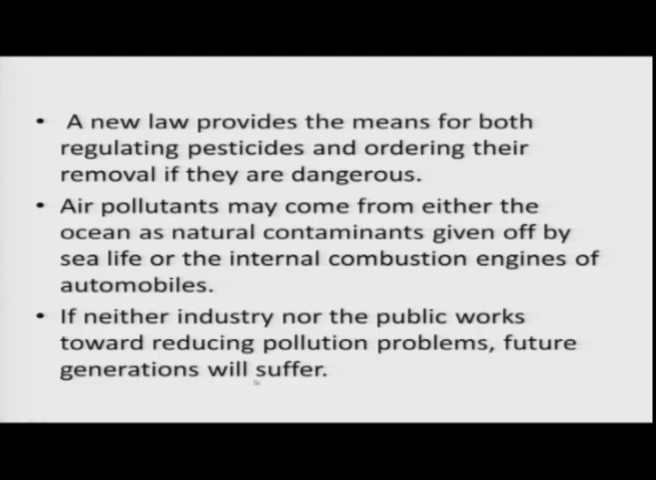 • A new law provides the means for both
regulating pesticides and ordering their
removal if they are dangerous.
• Air pollutants may come from either the
ocean as natural contaminants given off by
sea life or the internal combustion engines of
automobiles.
• If neither industry nor the public works
toward reducing pollution problems, future
generations will suffer.